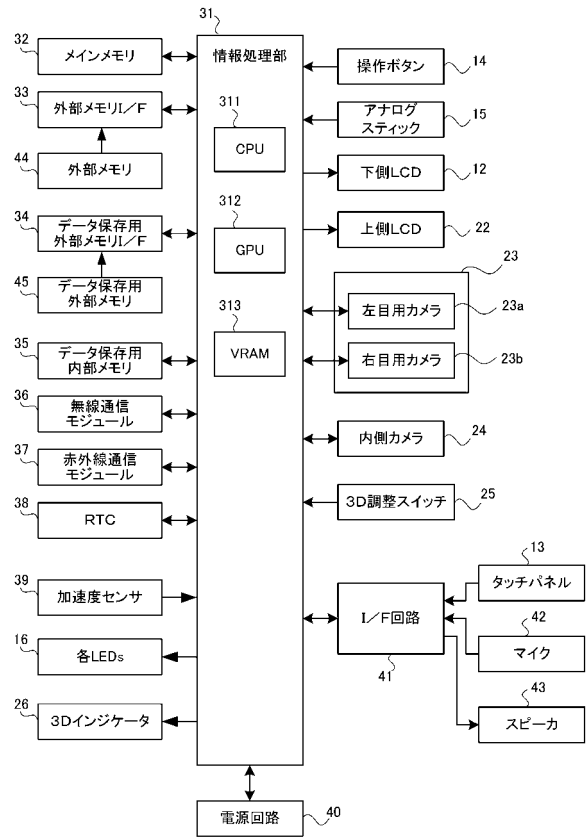 31
情報処理部
311
CPU
312
GPU
313
VRAM
32
メインメモリ
33
外部メモリI/F
44
外部メモリ
34
データ保存用
外部メモリI/F
45
データ保存用
外部メモリ
35
データ保存用
内部メモリ
36
無線通信
モジュール
37
赤外線通信
モジュール
38
RTC
39
加速度センサ
16
各LEDs
26
3Dインジケータ
操作ボタン
14
アナログ
スティック
15
下側LCD
12
上側LCD
22
23
左目用カメラ
23a
右目用カメラ
23b
内側カメラ
24
3D調整スイッチ
25
I/F回路
41
13
タッチパネル
42
マイク
43
スピーカ
電源回路
40